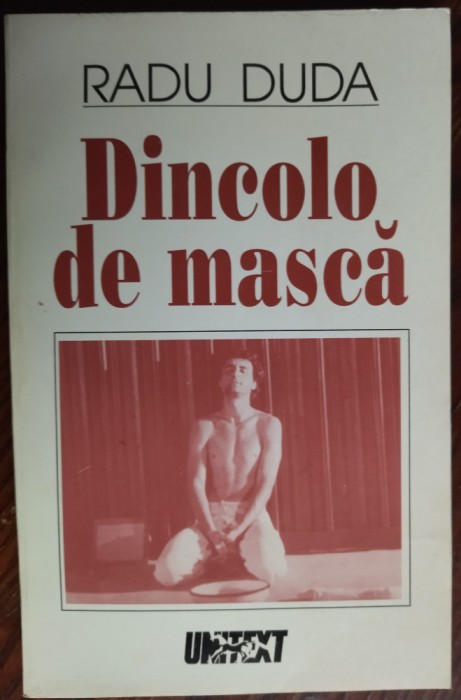 RADU DUDA
Dincolo
de mască
UNITEXT